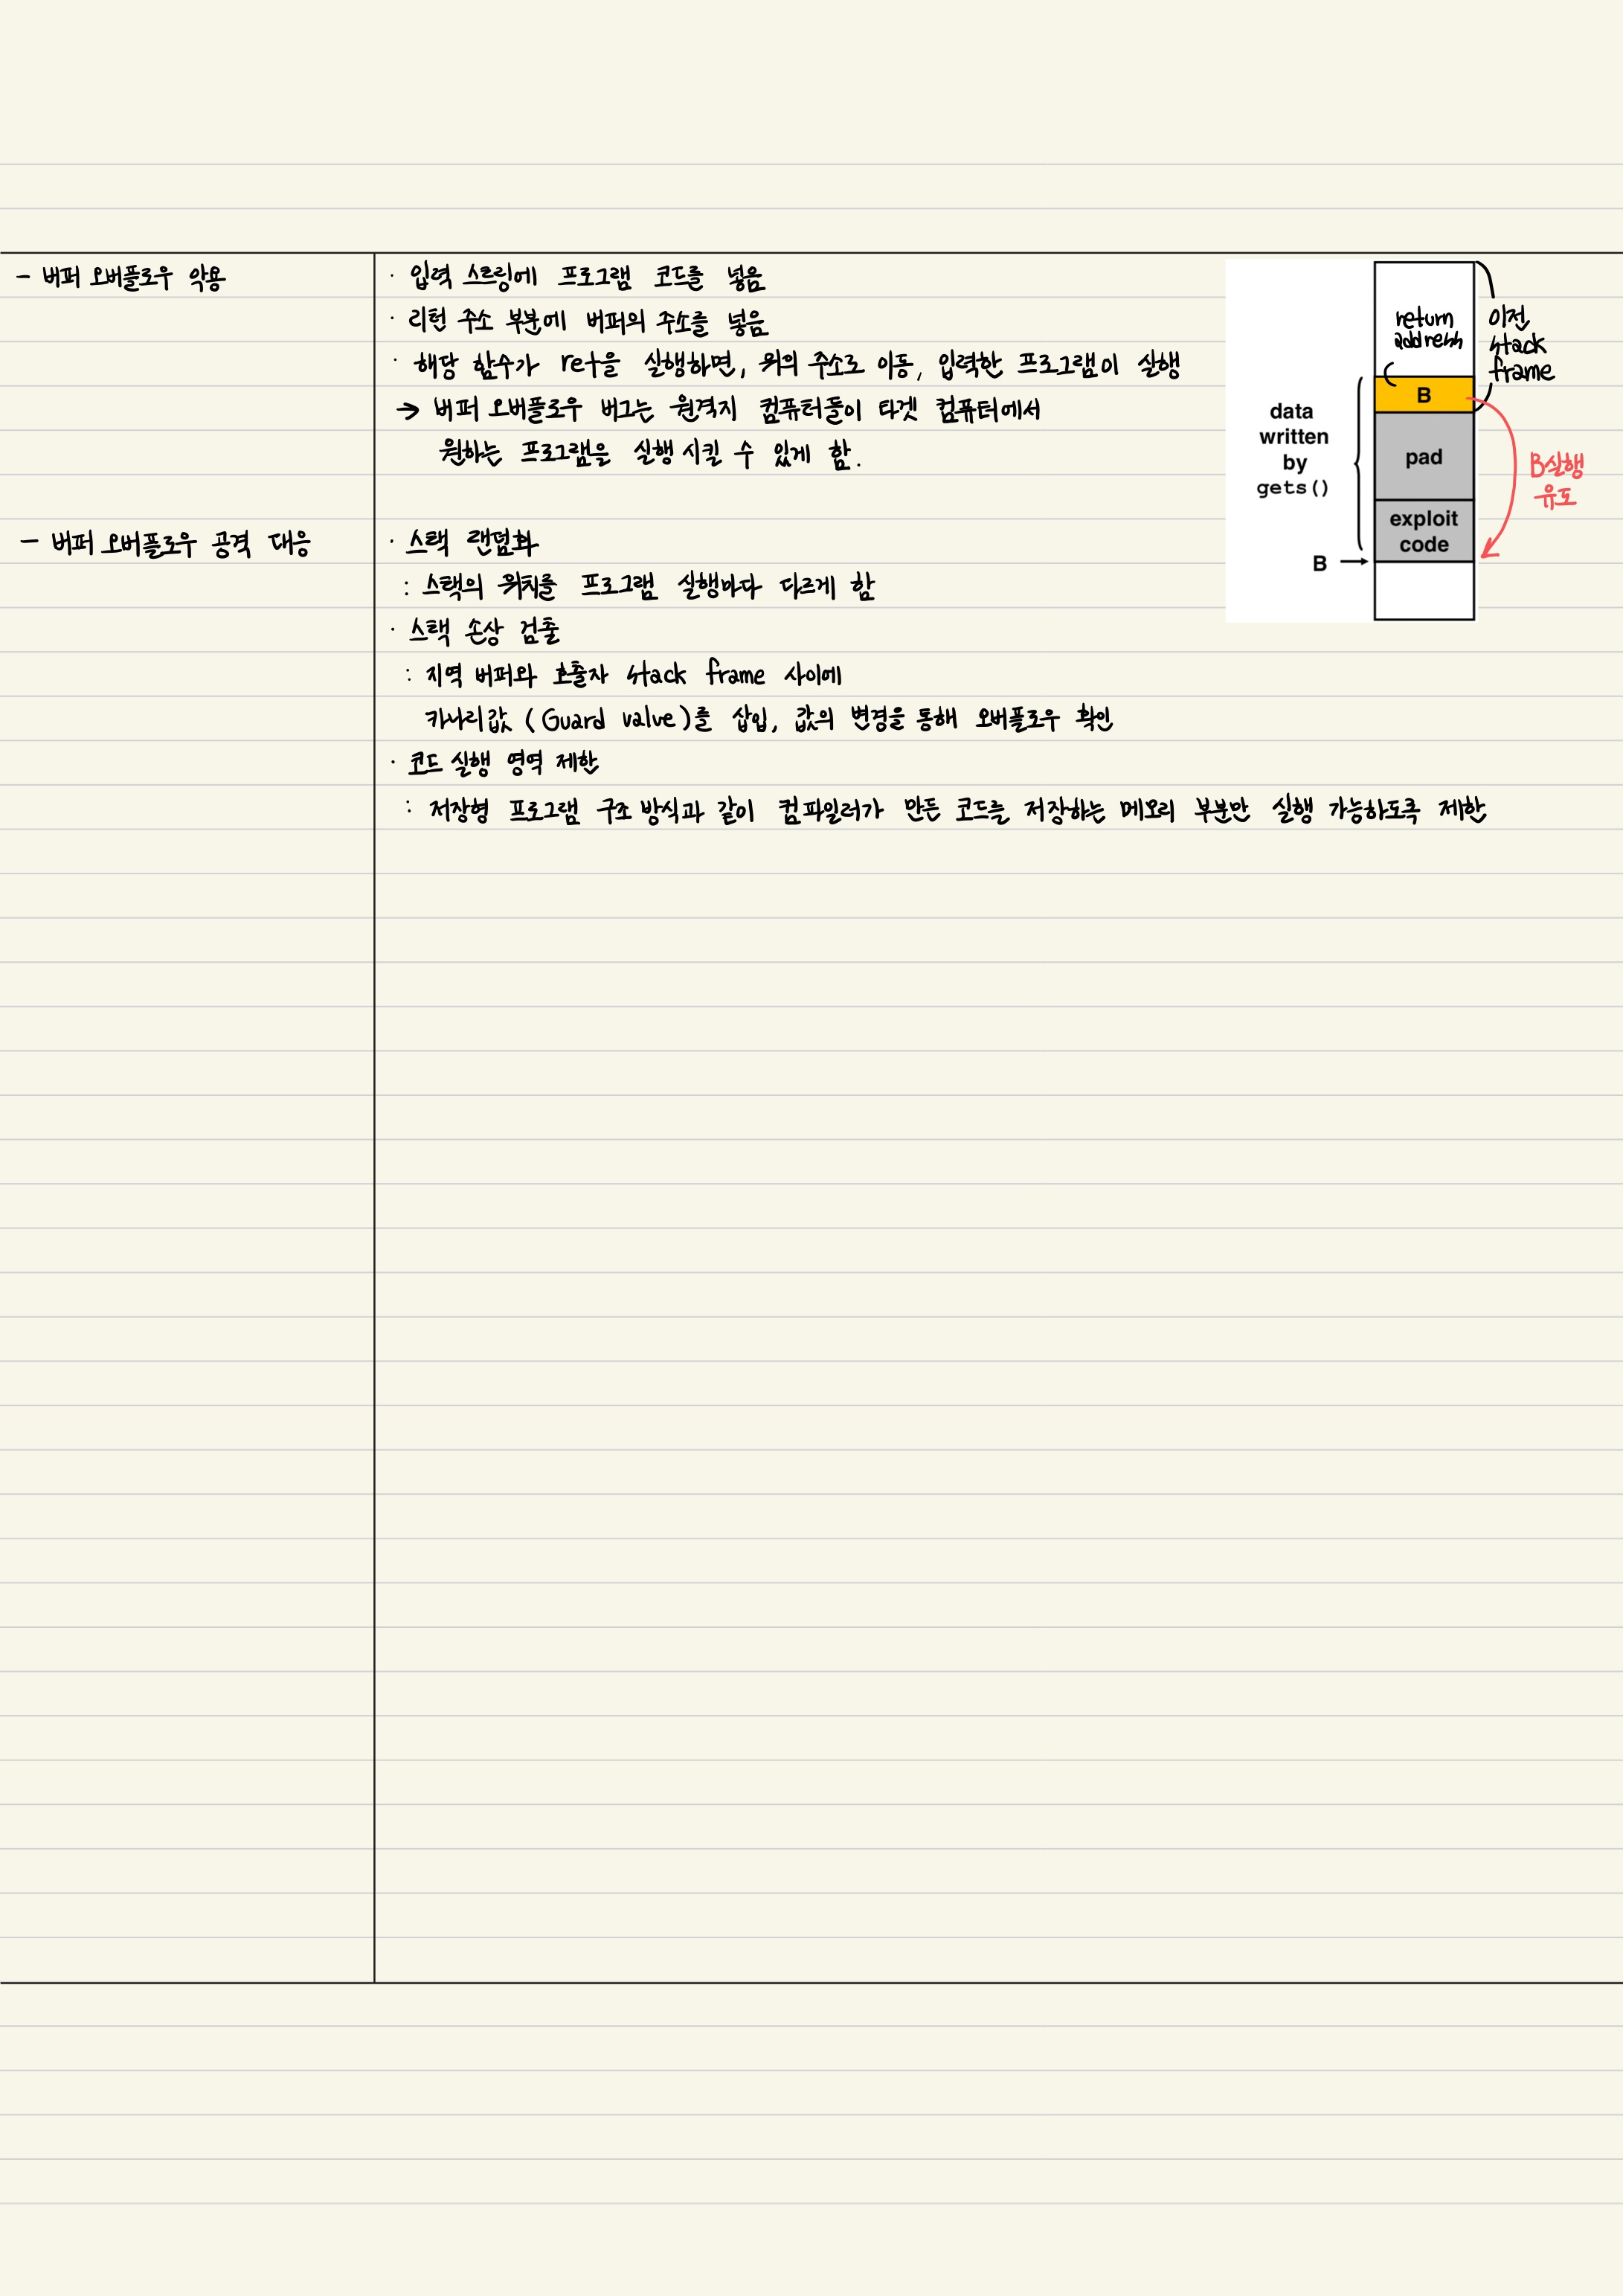 - 버퍼 오버플로우 악용
· 입력 스트링에 프로그램 코드를 넣음
· 리턴 주소 부분에 버퍼의 주소를 넣음
· 해당 함수가 ret을 실행하면, 위의 주소로 이동, 입력한 프로그램이 실행
→ 버퍼 오버플로우 버그는 원격지 컴퓨터들이 타겟 컴퓨터에서
원하는 프로그램을 실행 시킬 수 있게 함.
return
address
이전
stack
frame
B
data
written
by
gets()
pad
exploit
code
B →
B실행
유도
- 버퍼 오버플로우 공격 대응
· 스택 랜덤화
: 스택의 위치를 프로그램 실행마다 다르게 함
· 스택 손상 검출
: 지역 버퍼와 호출자 stack frame 사이에
카나리값 (Guard valve)를 삽입, 값의 변경을 통해 오버플로우 확인
· 코드 실행 영역 제한
: 저장형 프로그램 구조 방식과 같이 컴파일러가 만든 코드를 저장하는 메모리 부분만 실행 가능하도록 제한